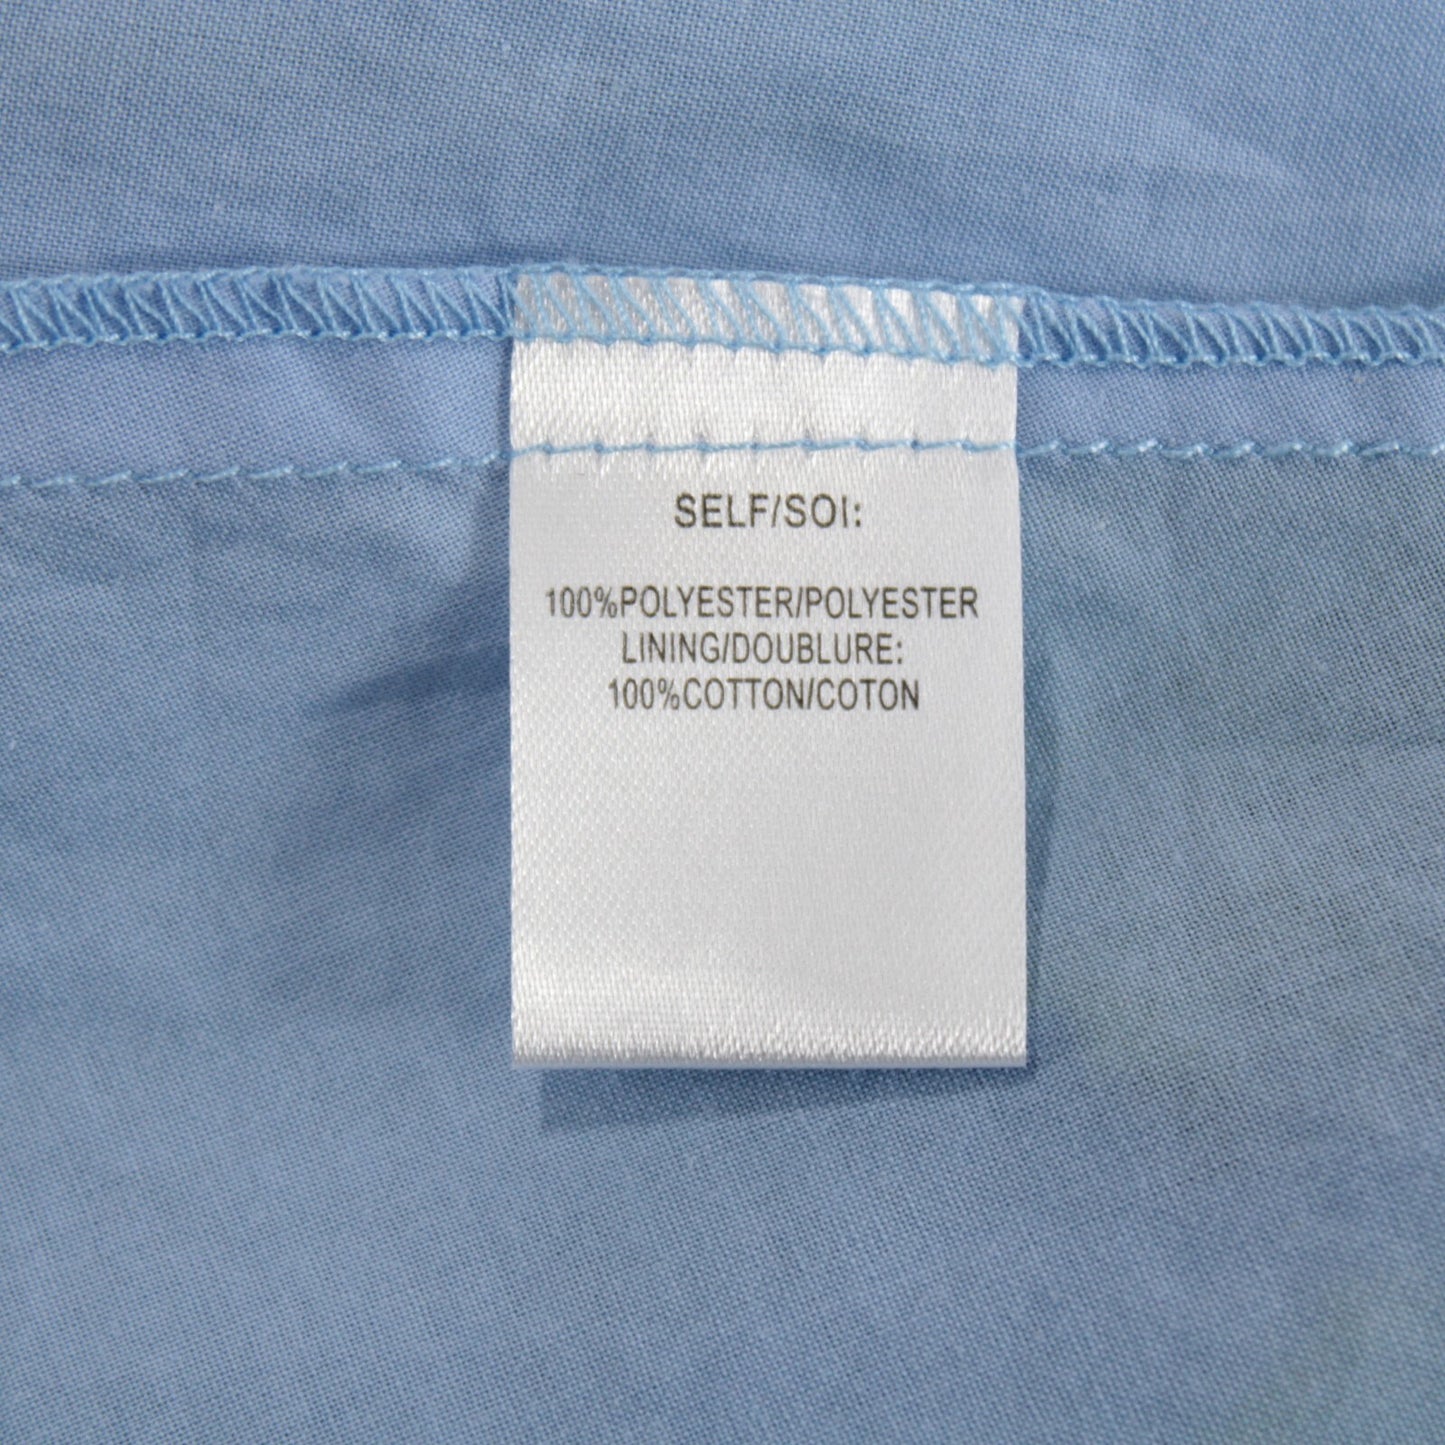 SELF/SOI:
100%POLYESTER/POLYESTER
LINING/DOUBLURE:
100%COTTON/COTON